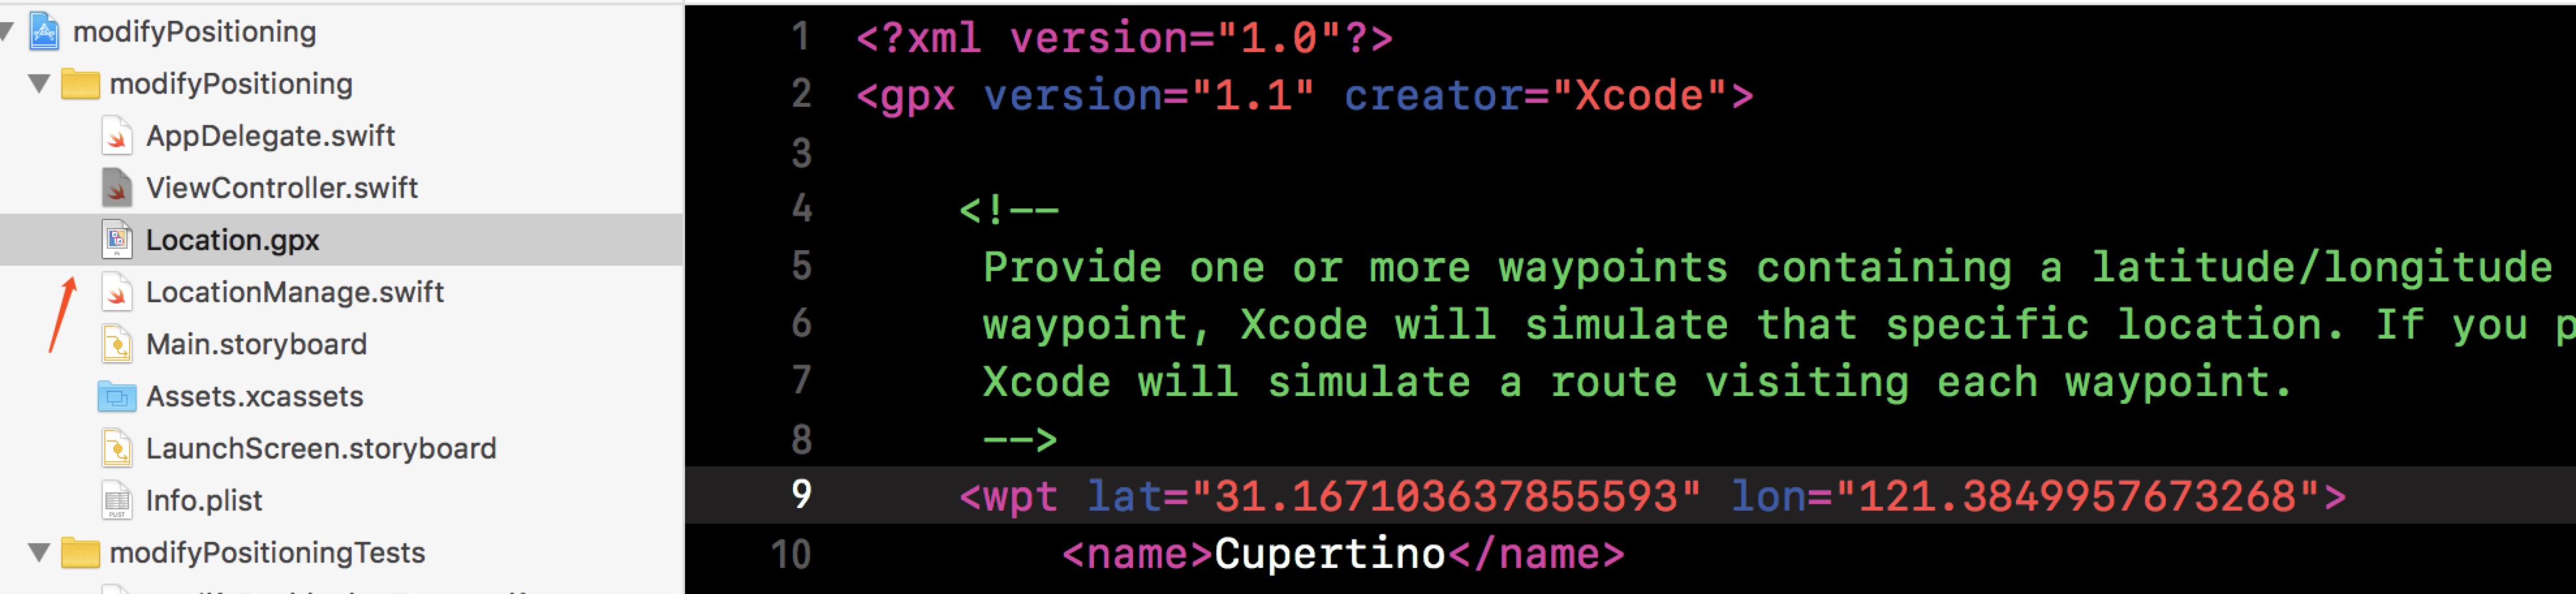 modifyPositioning
modifyPositioning
AppDelegate.swift
ViewController.swift
Location.gpx
LocationManage.swift
Main.storyboard
Assets.xcassets
LaunchScreen.storyboard
Info.plist
modifyPositioningTests
1 <?xml version="1.0"?>
2 <gpx version="1.1" creator="Xcode">
3
4 <!--
5 Provide one or more waypoints containing a latitude/longitude
6 waypoint, Xcode will simulate that specific location. If you p
7 Xcode will simulate a route visiting each waypoint.
8 -->
9 <wpt lat="31.167103637855593" lon="121.3849957673268">
10 <name>Cupertino</name>